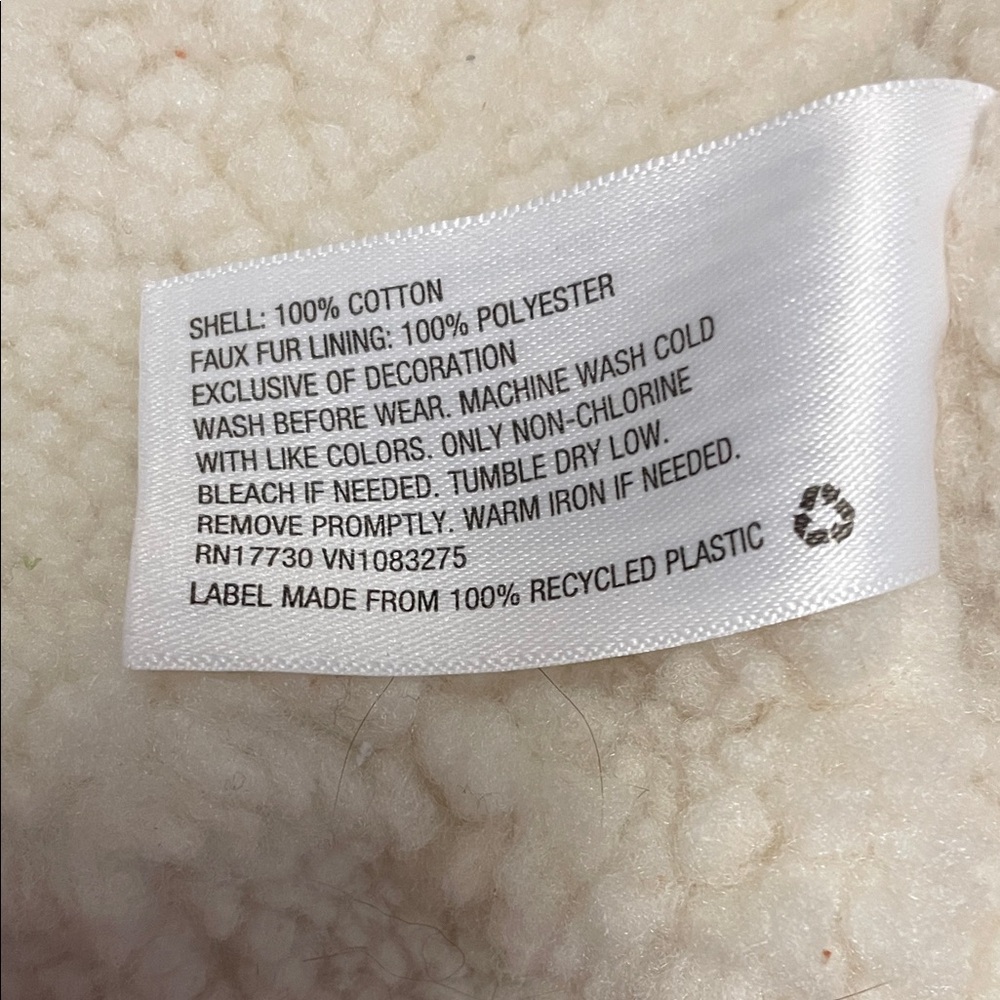 SHELL: 100% COTTON
FAUX FUR LINING: 100% POLYESTER
EXCLUSIVE OF DECORATION
WASH BEFORE WEAR. MACHINE WASH COLD
WITH LIKE COLORS. ONLY NON-CHLORINE
BLEACH IF NEEDED. TUMBLE DRY LOW.
REMOVE PROMPTLY. WARM IRON IF NEEDED.
RN17730 VN1083275
LABEL MADE FROM 100% RECYCLED PLASTIC